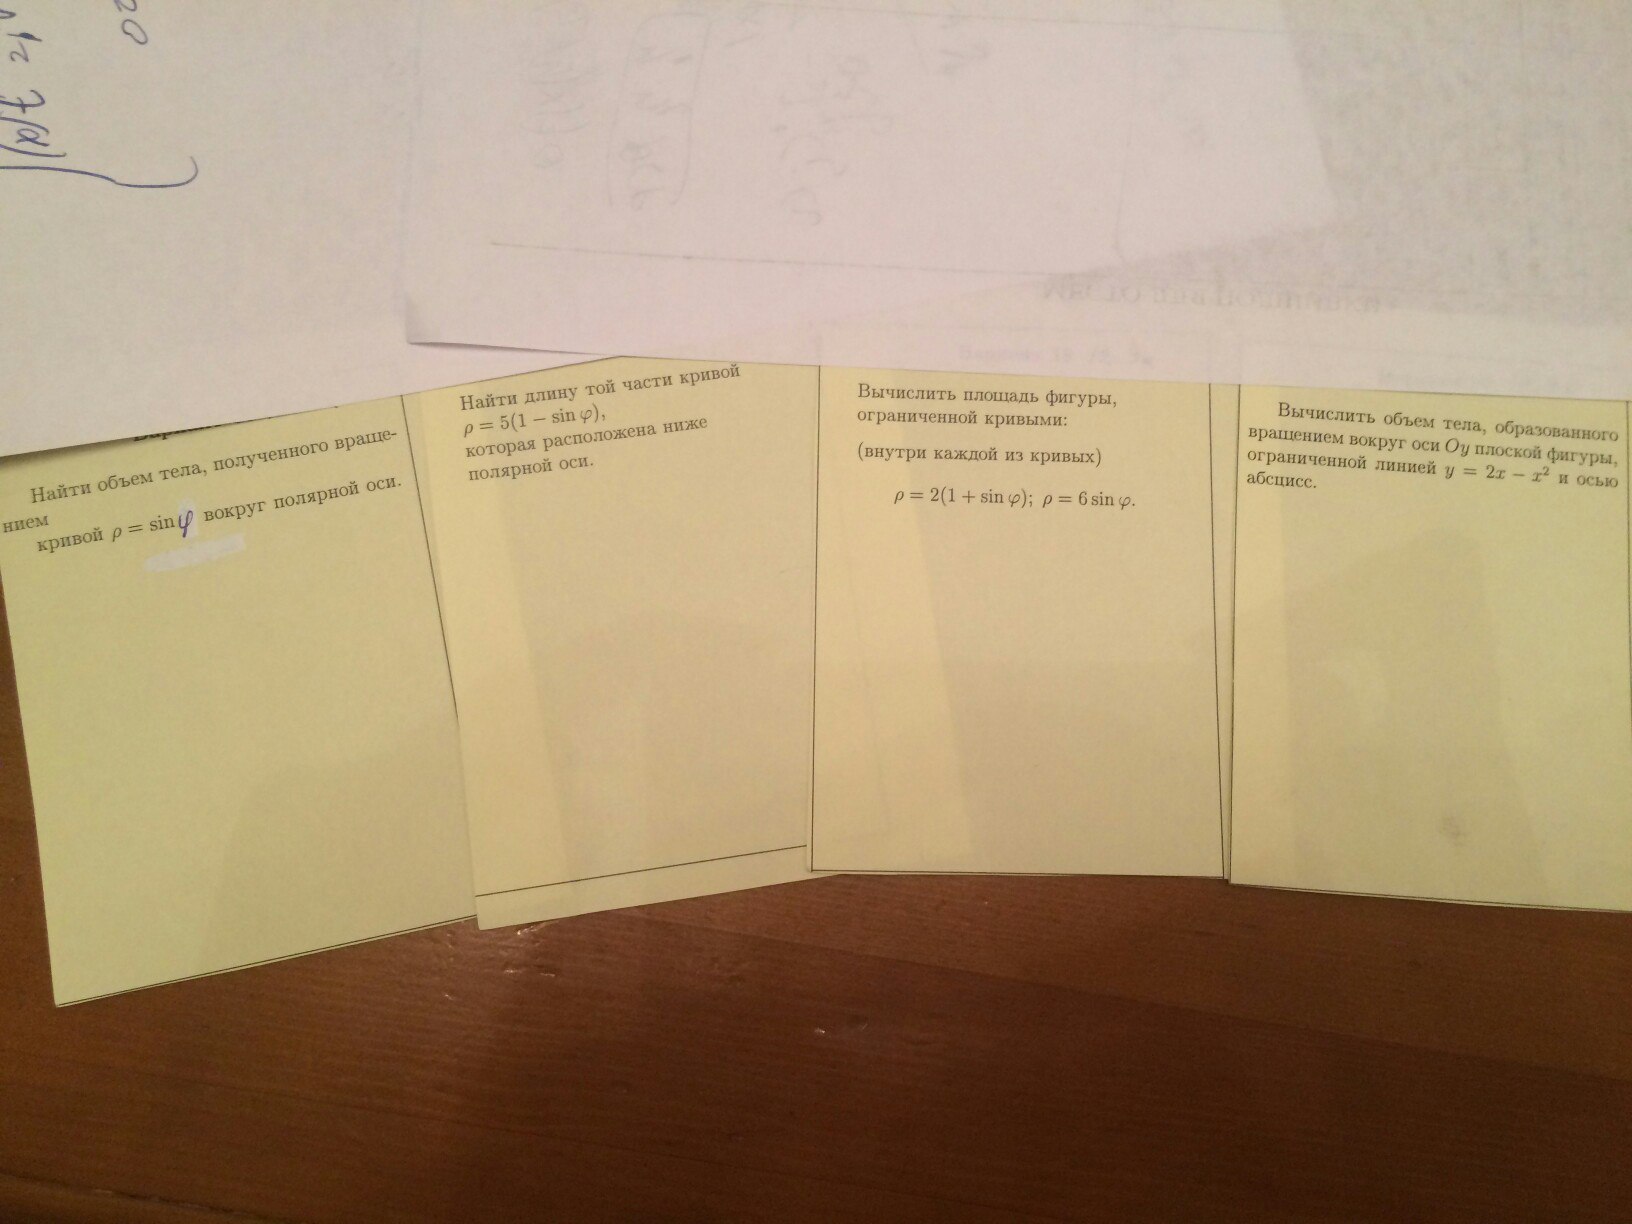 Найти объем тела, полученного враще-
нием
кривой ρ = sin φ вокруг полярной оси.
Найти длину той части кривой
ρ = 5(1 − sin φ),
которая расположена ниже
полярной оси.
Вычислить площадь фигуры,
ограниченной кривыми:
(внутри каждой из кривых)
ρ = 2(1 + sin φ); ρ = 6 sin φ.
Вычислить объем тела, образованного
вращением вокруг оси Oy плоской фигуры,
ограниченной линией y = 2x − x² и осью
абсцисс.